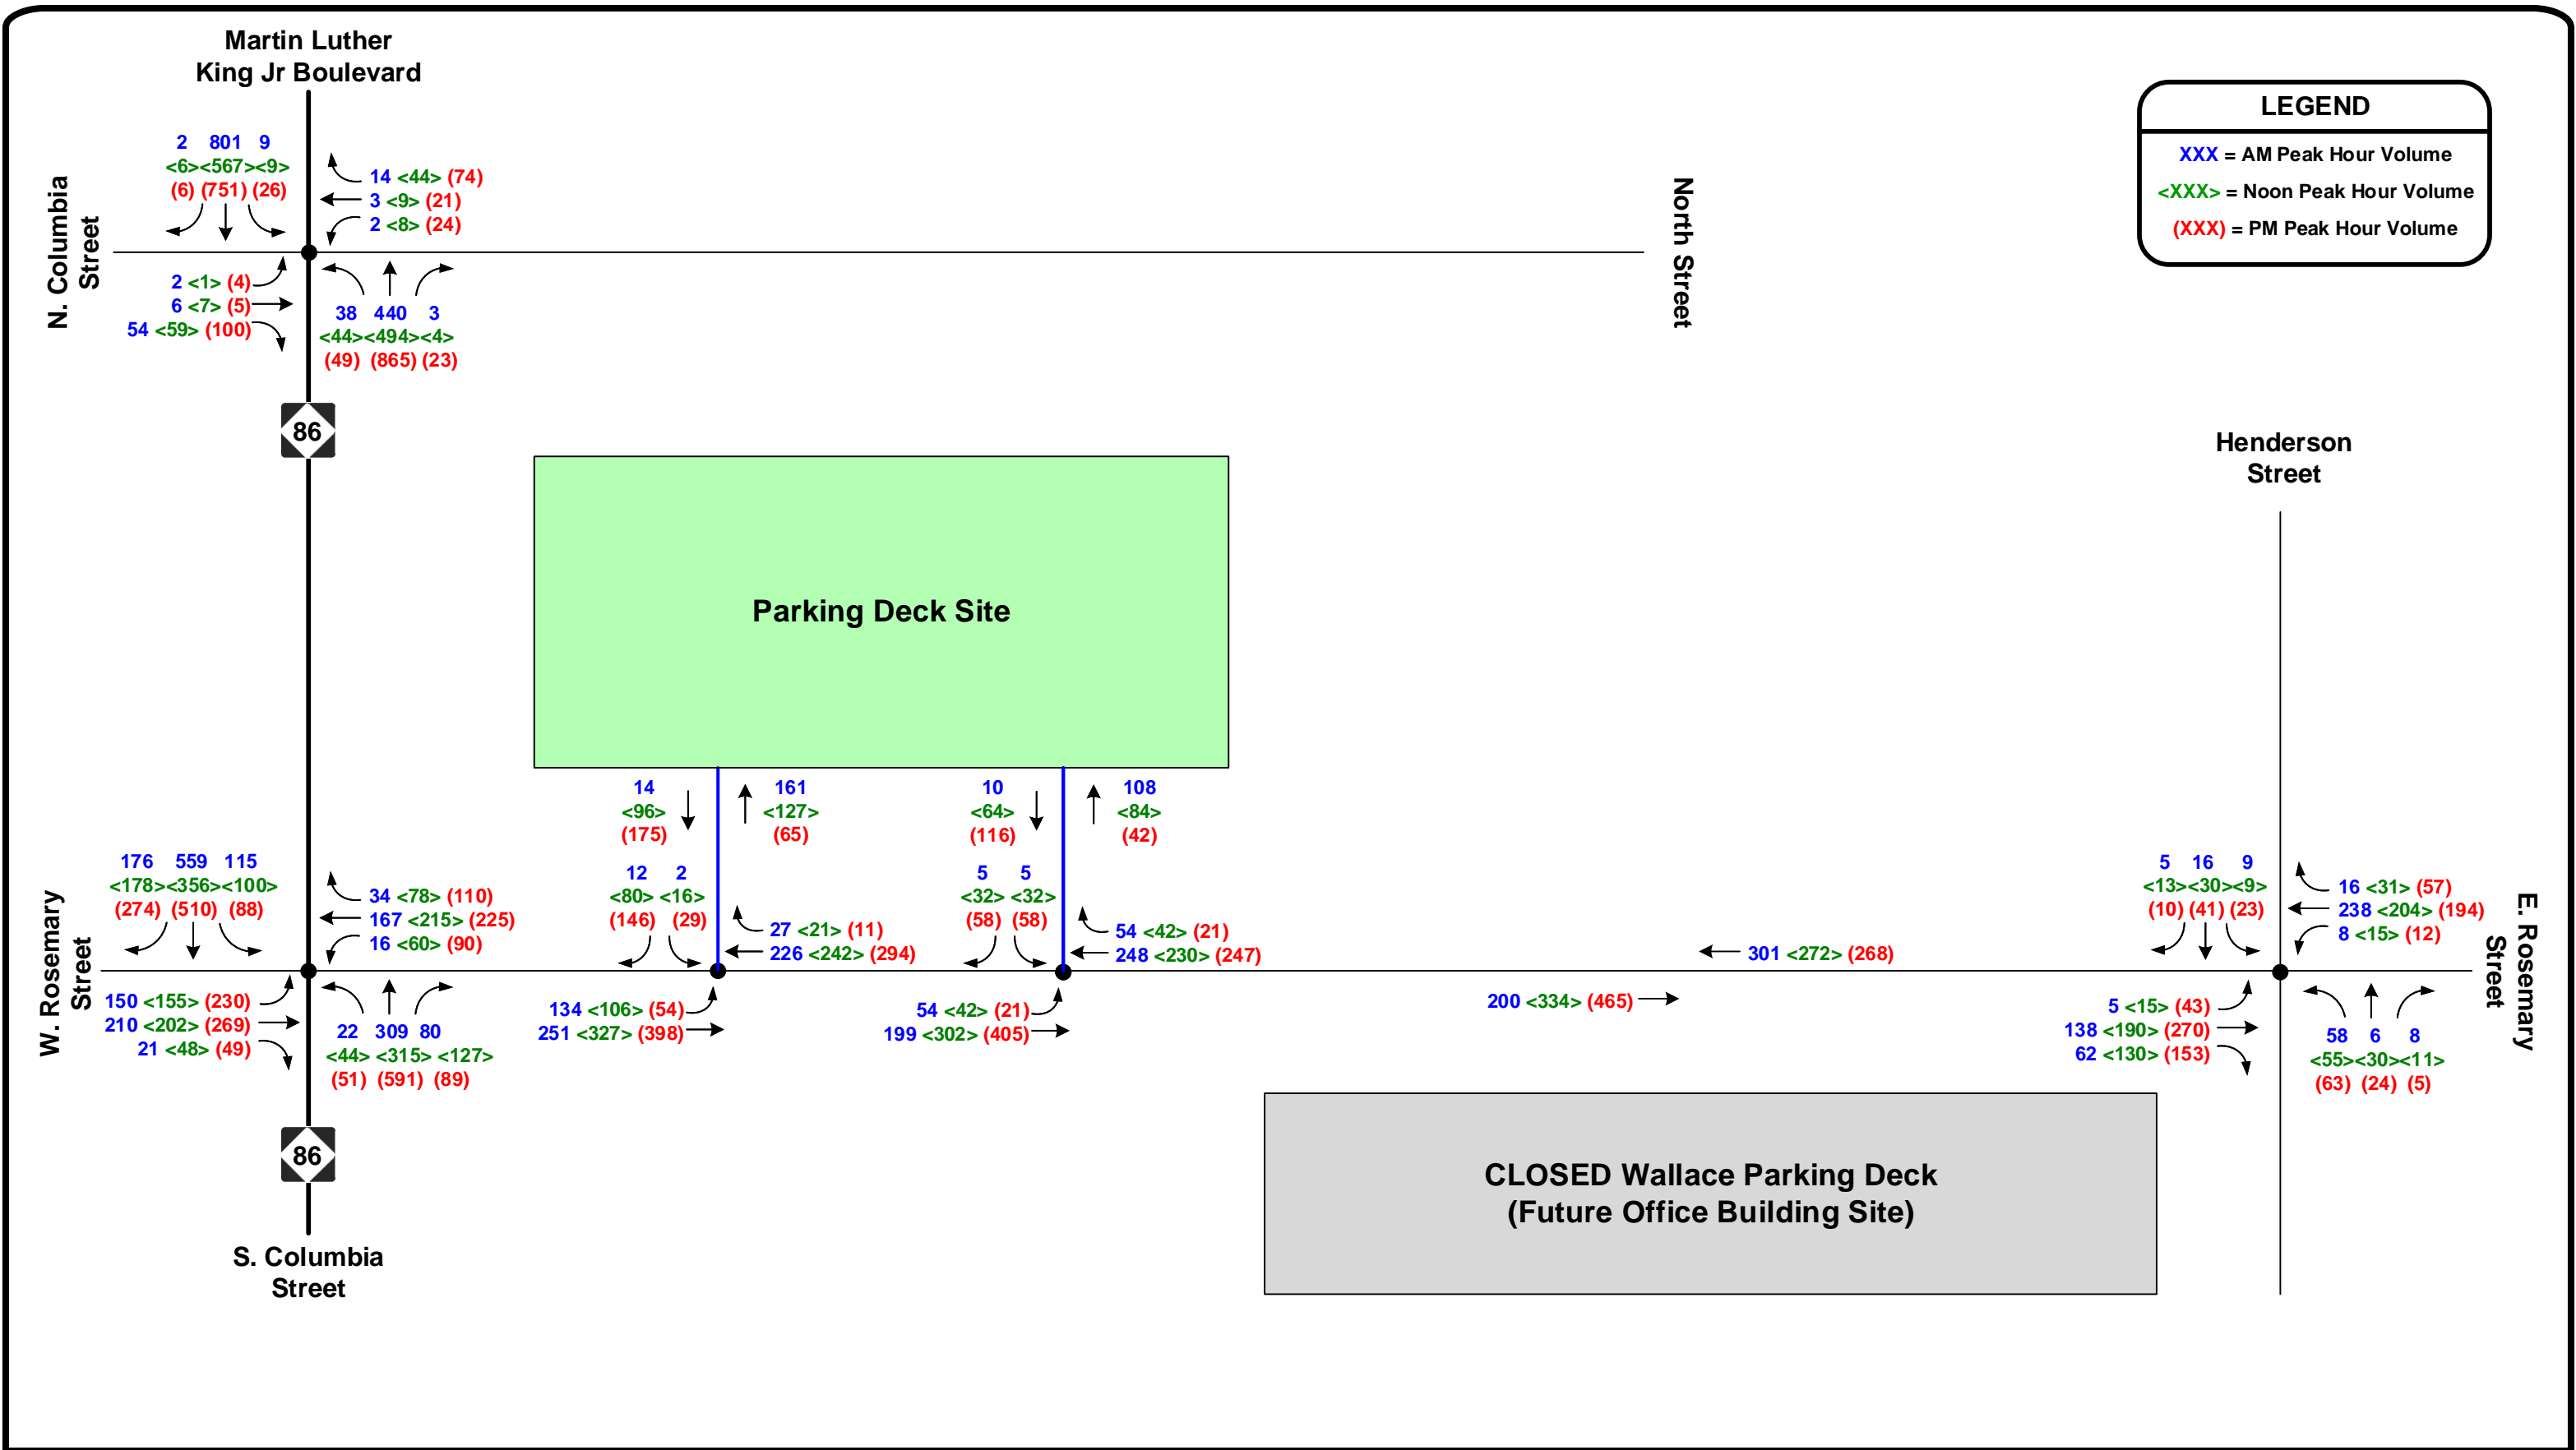 Martin Luther
King Jr Boulevard
LEGEND
XXX = AM Peak Hour Volume
<XXX> = Noon Peak Hour Volume
(XXX) = PM Peak Hour Volume
N. Columbia
Street
2 801 9
<6><567><9>
(6) (751) (26)
14 <44> (74)
3 <9> (21)
2 <8> (24)
2 <1> (4)
6 <7> (5)
54 <59> (100)
38 440 3
<44><494><4>
(49) (865) (23)
North Street
86
Henderson
Street
Parking Deck Site
14
<96>
(175)
161
<127>
(65)
10
<64>
(116)
108
<84>
(42)
W. Rosemary
Street
176 559 115
<178><356><100>
(274) (510) (88)
34 <78> (110)
167 <215> (225)
16 <60> (90)
150 <155> (230)
210 <202> (269)
21 <48> (49)
22 309 80
<44> <315> <127>
(51) (591) (89)
12 2
<80> <16>
(146) (29)
27 <21> (11)
226 <242> (294)
134 <106> (54)
251 <327> (398)
5 5
<32> <32>
(58) (58)
54 <42> (21)
248 <230> (247)
54 <42> (21)
199 <302> (405)
301 <272> (268)
200 <334> (465)
5 16 9
<13><30><9>
(10) (41) (23)
16 <31> (57)
238 <204> (194)
8 <15> (12)
5 <15> (43)
138 <190> (270)
62 <130> (153)
58 6 8
<55><30><11>
(63) (24) (5)
E. Rosemary
Street
86
CLOSED Wallace Parking Deck
(Future Office Building Site)
S. Columbia
Street